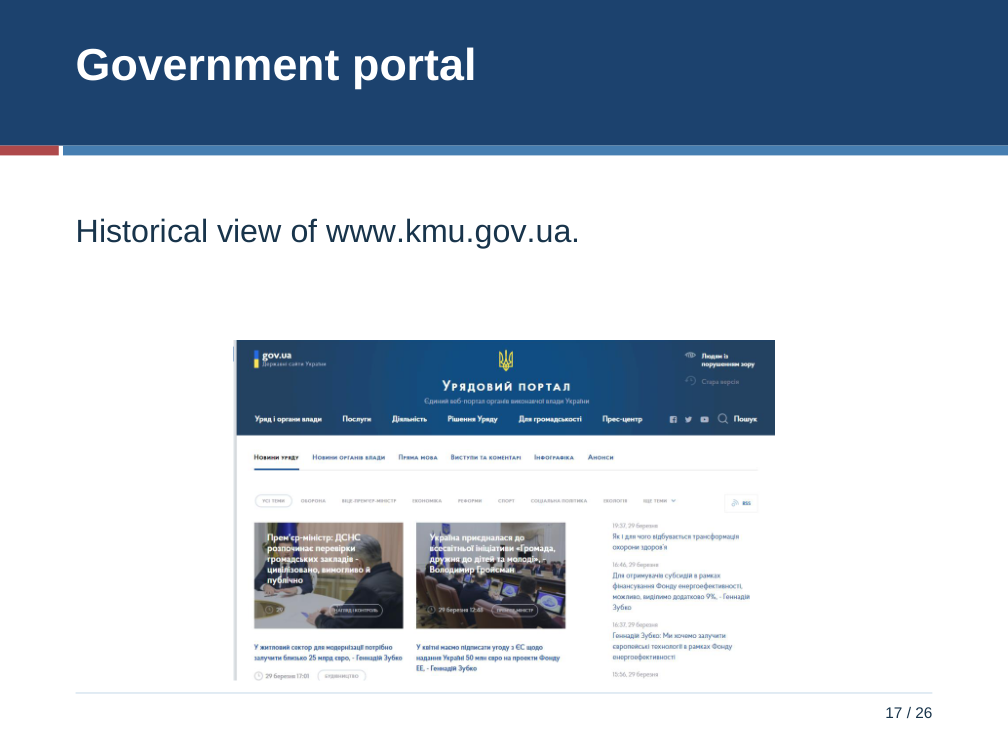 Government portal
Historical view of www.kmu.gov.ua.
gov.ua
Державні сайти України
Людям із
порушенням зору
Стара версія
Урядовий портал
Єдиний веб-портал органів виконавчої влади України
Уряд і органи влади Послуги Діяльність Рішення Уряду Для громадськості Прес-центр Пошук
Новини уряду Новини органів влади Пряма мова Виступи та коментарі Інфографіка Анонси
УСІ ТЕМИ ОБОРОНА ВІЦЕ-ПРЕМ'ЄР-МІНІСТР ЕКОНОМІКА РЕФОРМИ СПОРТ СОЦІАЛЬНА ПОЛІТИКА ЕКОЛОГІЯ ЩЕ ТЕМИ RSS
Прем'єр-міністр: ДСНС
розпочинає перевірки
громадських закладів -
цивілізовано, вимогливо й
публічно
29
Україна приєдналася до
всесвітньої ініціативи «Громада,
дружня до дітей та молоді», -
Володимир Гройсман
29 березня 12:48
У житловий сектор для модернізації потрібно
залучити близько 25 млрд євро, - Геннадій Зубко
29 березня 17:01 БУДІВНИЦТВО
У квітні маємо підписати угоду з ЄС щодо
надання Україні 50 млн євро на проекти Фонду
ЕЕ, - Геннадій Зубко
19:57, 29 березня
Як і для чого відбувається трансформація
охорони здоров'я
16:46, 29 березня
Для отримувачів субсидій в рамках
фінансування Фонду енергоефективності,
можливо, виділимо додатково 9%, - Геннадій
Зубко
16:37, 29 березня
Геннадій Зубко: Ми хочемо залучити
європейські технології в рамках Фонду
енергоефективності
15:56, 29 березня
17 / 26